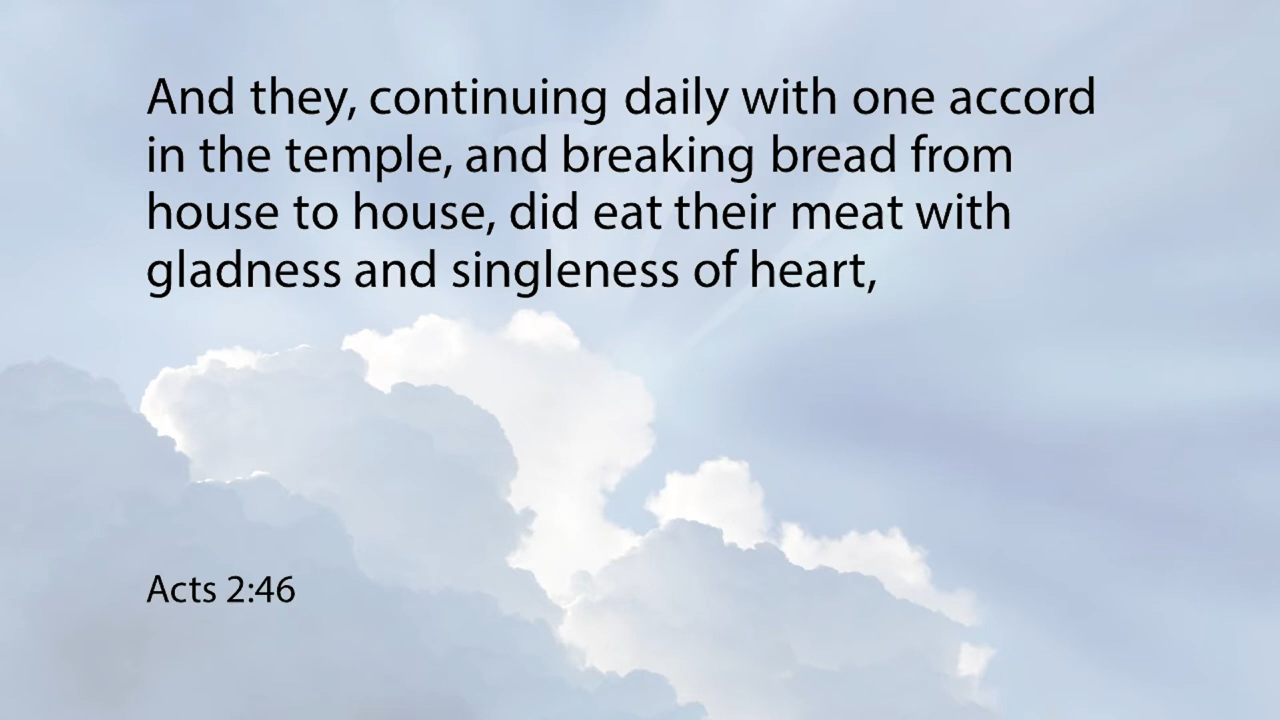 And they, continuing daily with one accord
in the temple, and breaking bread from
house to house, did eat their meat with
gladness and singleness of heart,
Acts 2:46